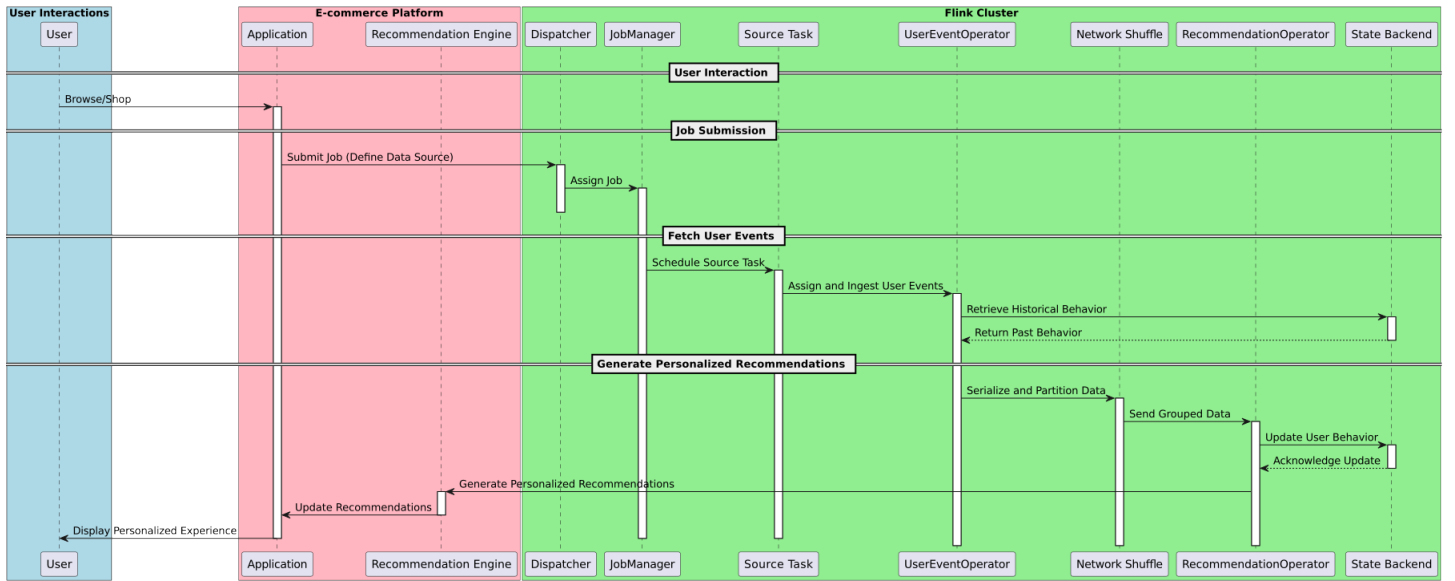 User Interactions
E-commerce Platform
Flink Cluster
User
Application
Recommendation Engine
Dispatcher
JobManager
Source Task
UserEventOperator
Network Shuffle
RecommendationOperator
State Backend
User Interaction
Browse/Shop
Job Submission
Submit Job (Define Data Source)
Assign Job
Fetch User Events
Schedule Source Task
Assign and Ingest User Events
Retrieve Historical Behavior
Return Past Behavior
Generate Personalized Recommendations
Serialize and Partition Data
Send Grouped Data
Update User Behavior
Acknowledge Update
Generate Personalized Recommendations
Update Recommendations
Display Personalized Experience
User
Application
Recommendation Engine
Dispatcher
JobManager
Source Task
UserEventOperator
Network Shuffle
RecommendationOperator
State Backend